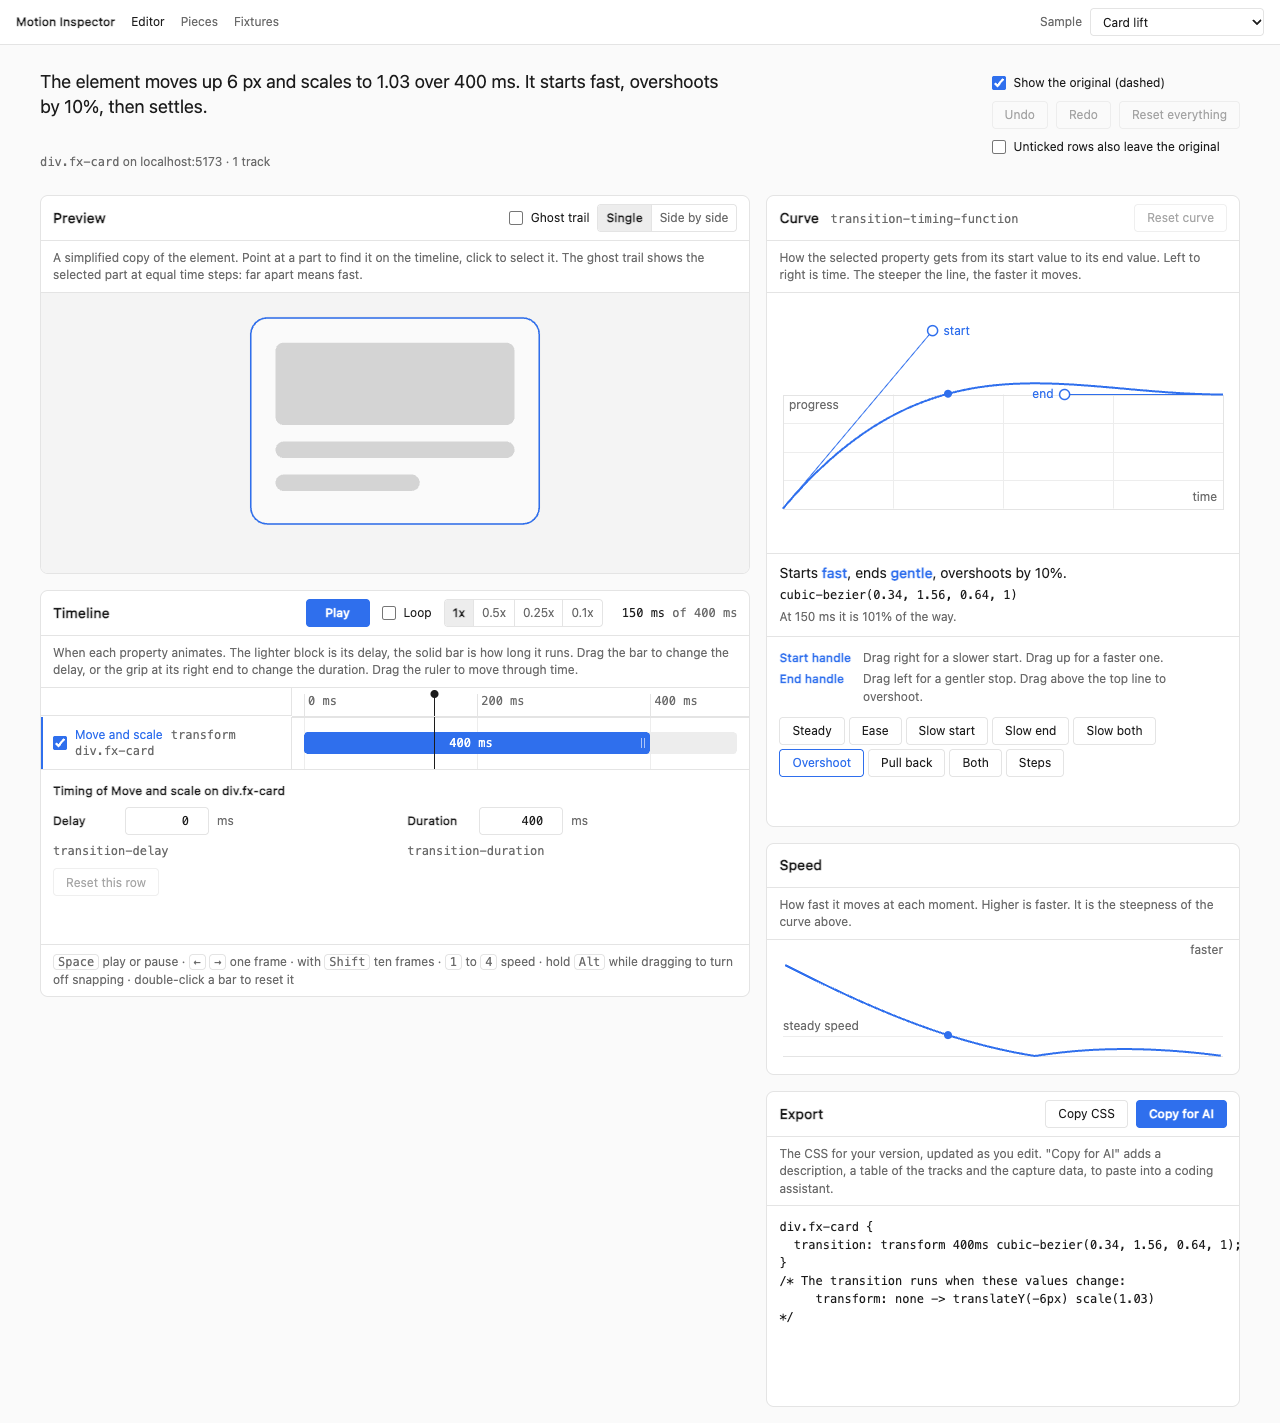 Motion Inspector Editor Pieces Fixtures Sample Card lift
The element moves up 6 px and scales to 1.03 over 400 ms. It starts fast, overshoots
by 10%, then settles.
div.fx-card on localhost:5173 · 1 track
Show the original (dashed)
Undo Redo Reset everything
Unticked rows also leave the original
Preview Ghost trail Single Side by side
A simplified copy of the element. Point at a part to find it on the timeline, click to select it. The ghost trail shows the
selected part at equal time steps: far apart means fast.
Timeline Play Loop 1x 0.5x 0.25x 0.1x 150 ms of 400 ms
When each property animates. The lighter block is its delay, the solid bar is how long it runs. Drag the bar to change the
delay, or the grip at its right end to change the duration. Drag the ruler to move through time.
0 ms 200 ms 400 ms
Move and scale transform
div.fx-card
400 ms
Timing of Move and scale on div.fx-card
Delay 0 ms Duration 400 ms
transition-delay transition-duration
Reset this row
Space play or pause · ← → one frame · with Shift ten frames · 1 to 4 speed · hold Alt while dragging to turn
off snapping · double-click a bar to reset it
Curve transition-timing-function Reset curve
How the selected property gets from its start value to its end value. Left to
right is time. The steeper the line, the faster it moves.
start
end
progress
time
Starts fast, ends gentle, overshoots by 10%.
cubic-bezier(0.34, 1.56, 0.64, 1)
At 150 ms it is 101% of the way.
Start handle Drag right for a slower start. Drag up for a faster one.
End handle Drag left for a gentler stop. Drag above the top line to
overshoot.
Steady Ease Slow start Slow end Slow both
Overshoot Pull back Both Steps
Speed
How fast it moves at each moment. Higher is faster. It is the steepness of the
curve above.
faster
steady speed
Export Copy CSS Copy for AI
The CSS for your version, updated as you edit. "Copy for AI" adds a
description, a table of the tracks and the capture data, to paste into a coding
assistant.
div.fx-card {
transition: transform 400ms cubic-bezier(0.34, 1.56, 0.64, 1);
}
/* The transition runs when these values change:
transform: none -> translateY(-6px) scale(1.03)
*/